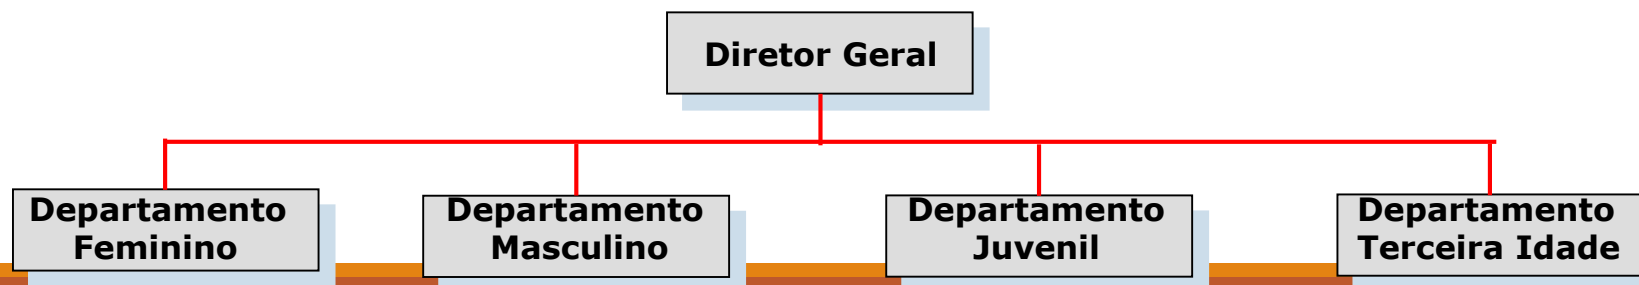 Diretor Geral
Departamento
Feminino
Departamento
Masculino
Departamento
Juvenil
Departamento
Terceira Idade